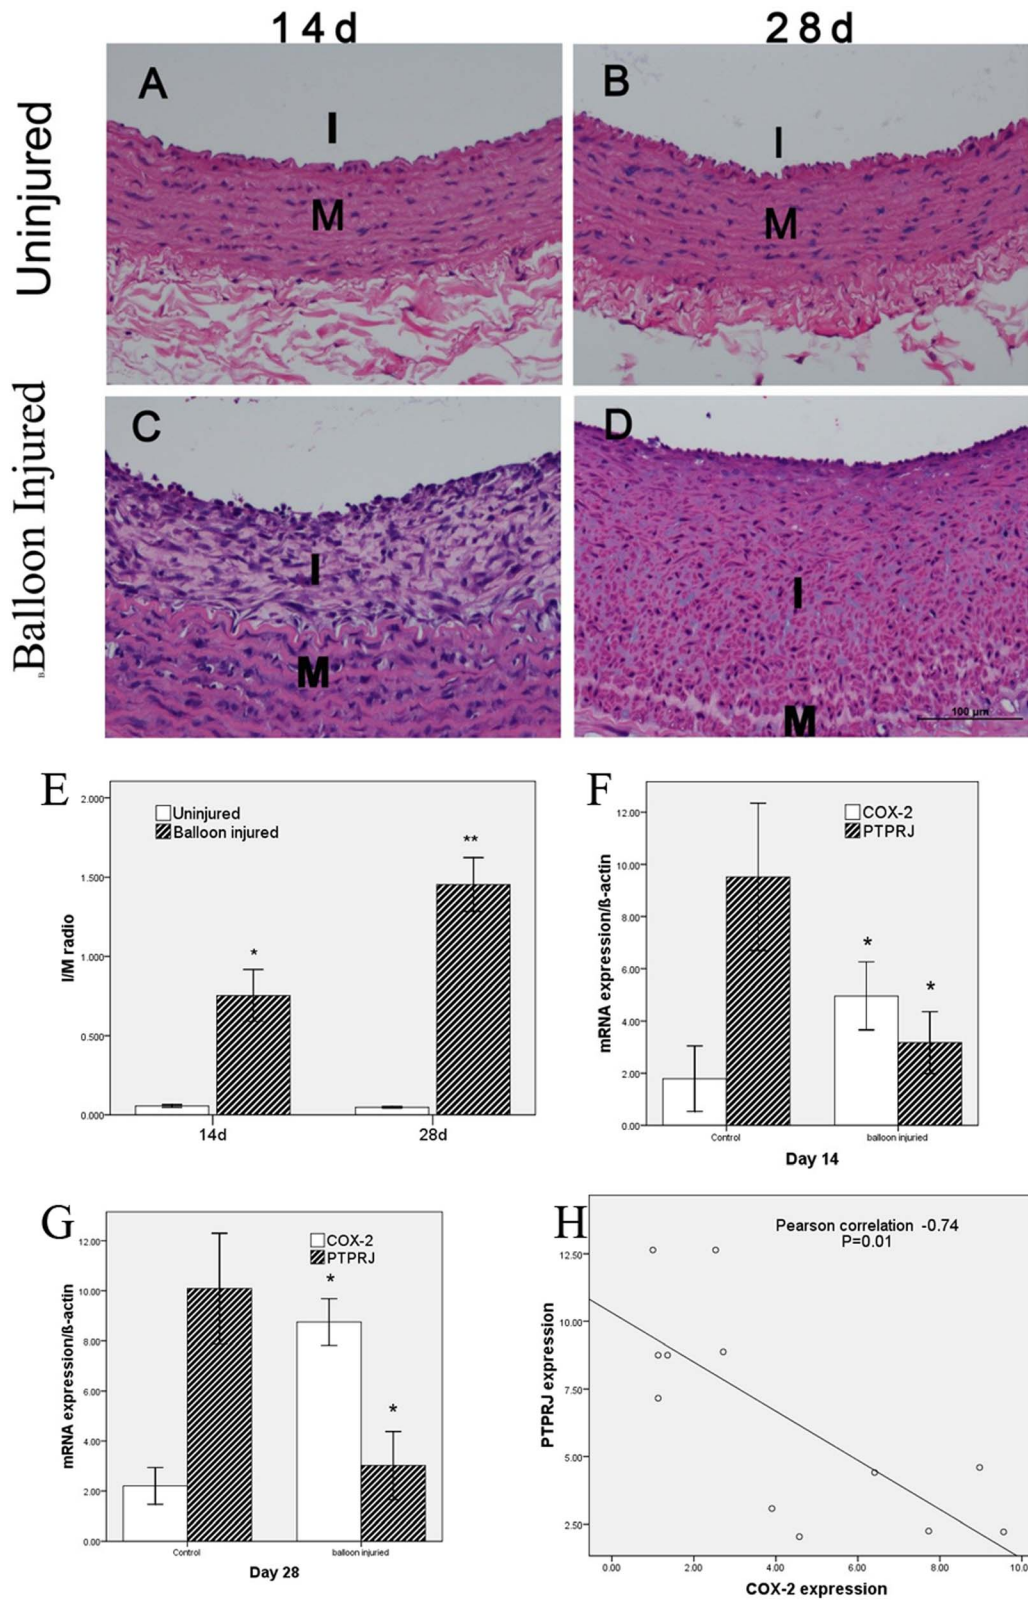 14d
28d
Uninjured
A
I
M
B
I
M
Balloon Injured
C
I
M
D
I
M
100 μm
E
2.000
1.500
1.000
0.500
0.000
I/M radio
Uninjured
Balloon injured
*
**
14d
28d
F
12.00
10.00
8.00
6.00
4.00
2.00
.00
mRNA expression/ß-actin
COX-2
PTPRJ
*
*
Control
balloon injuried
Day 14
G
12.00
10.00
8.00
6.00
4.00
2.00
.00
mRNA expression/ß-actin
COX-2
PTPRJ
*
*
Control
balloon injuried
Day 28
H
Pearson correlation -0.74
P=0.01
12.50
10.00
7.50
5.00
2.50
PTPRJ expression
0.00
2.00
4.00
6.00
8.00
10.0
COX-2 expression